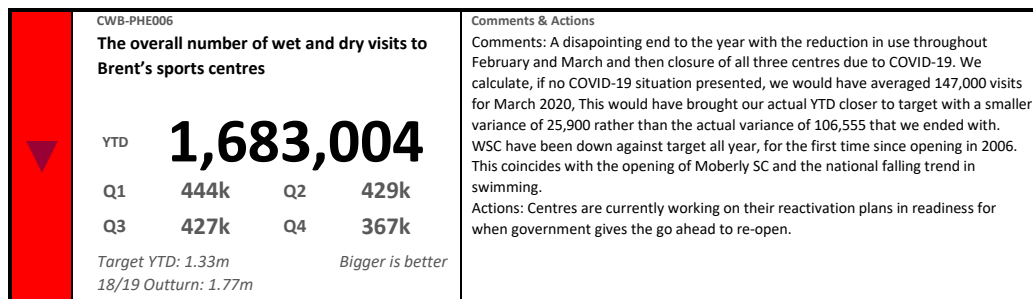 CWB-PHE006
The overall number of wet and dry visits to
Brent's sports centres
YTD 1,683,004
Q1 444k Q2 429k
Q3 427k Q4 367k
Target YTD: 1.33m Bigger is better
18/19 Outturn: 1.77m
Comments & Actions
Comments: A disapointing end to the year with the reduction in use throughout
February and March and then closure of all three centres due to COVID-19. We
calculate, if no COVID-19 situation presented, we would have averaged 147,000 visits
for March 2020, This would have brought our actual YTD closer to target with a smaller
variance of 25,900 rather than the actual variance of 106,555 that we ended with.
WSC have been down against target all year, for the first time since opening in 2006.
This coincides with the opening of Moberly SC and the national falling trend in
swimming.
Actions: Centres are currently working on their reactivation plans in readiness for
when government gives the go ahead to re-open.